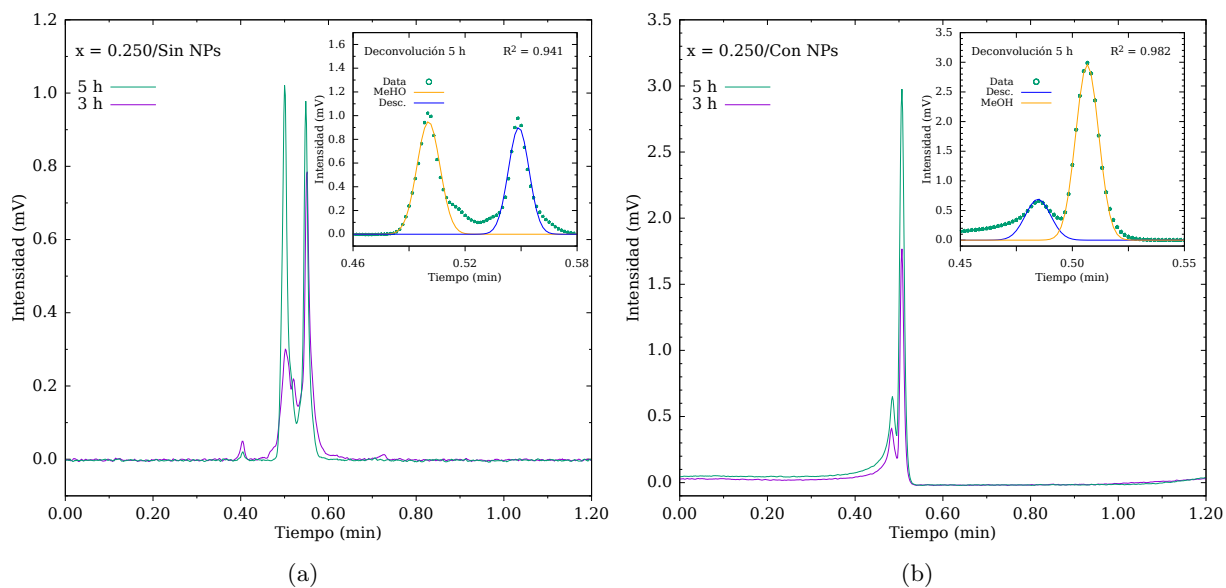 x = 0.250/Sin NPs
5 h
3 h
Intensidad (mV)
1.2
1.0
0.8
0.6
0.4
0.2
0.0
0.00 0.20 0.40 0.60 0.80 1.00 1.20
Tiempo (min)
Deconvolución 5 h R² = 0.941
Data
MeHO
Desc.
Intensidad (mV)
1.6
1.4
1.2
1.0
0.8
0.6
0.4
0.2
0.0
0.46 0.52 0.58
Tiempo (min)
(a)
x = 0.250/Con NPs
5 h
3 h
Intensidad (mV)
3.5
3.0
2.5
2.0
1.5
1.0
0.5
0.0
0.00 0.20 0.40 0.60 0.80 1.00 1.20
Tiempo (min)
Deconvolución 5 h R² = 0.982
Data
Desc.
MeOH
Intensidad (mV)
3.5
3.0
2.5
2.0
1.5
1.0
0.5
0.0
0.45 0.50 0.55
Tiempo (min)
(b)